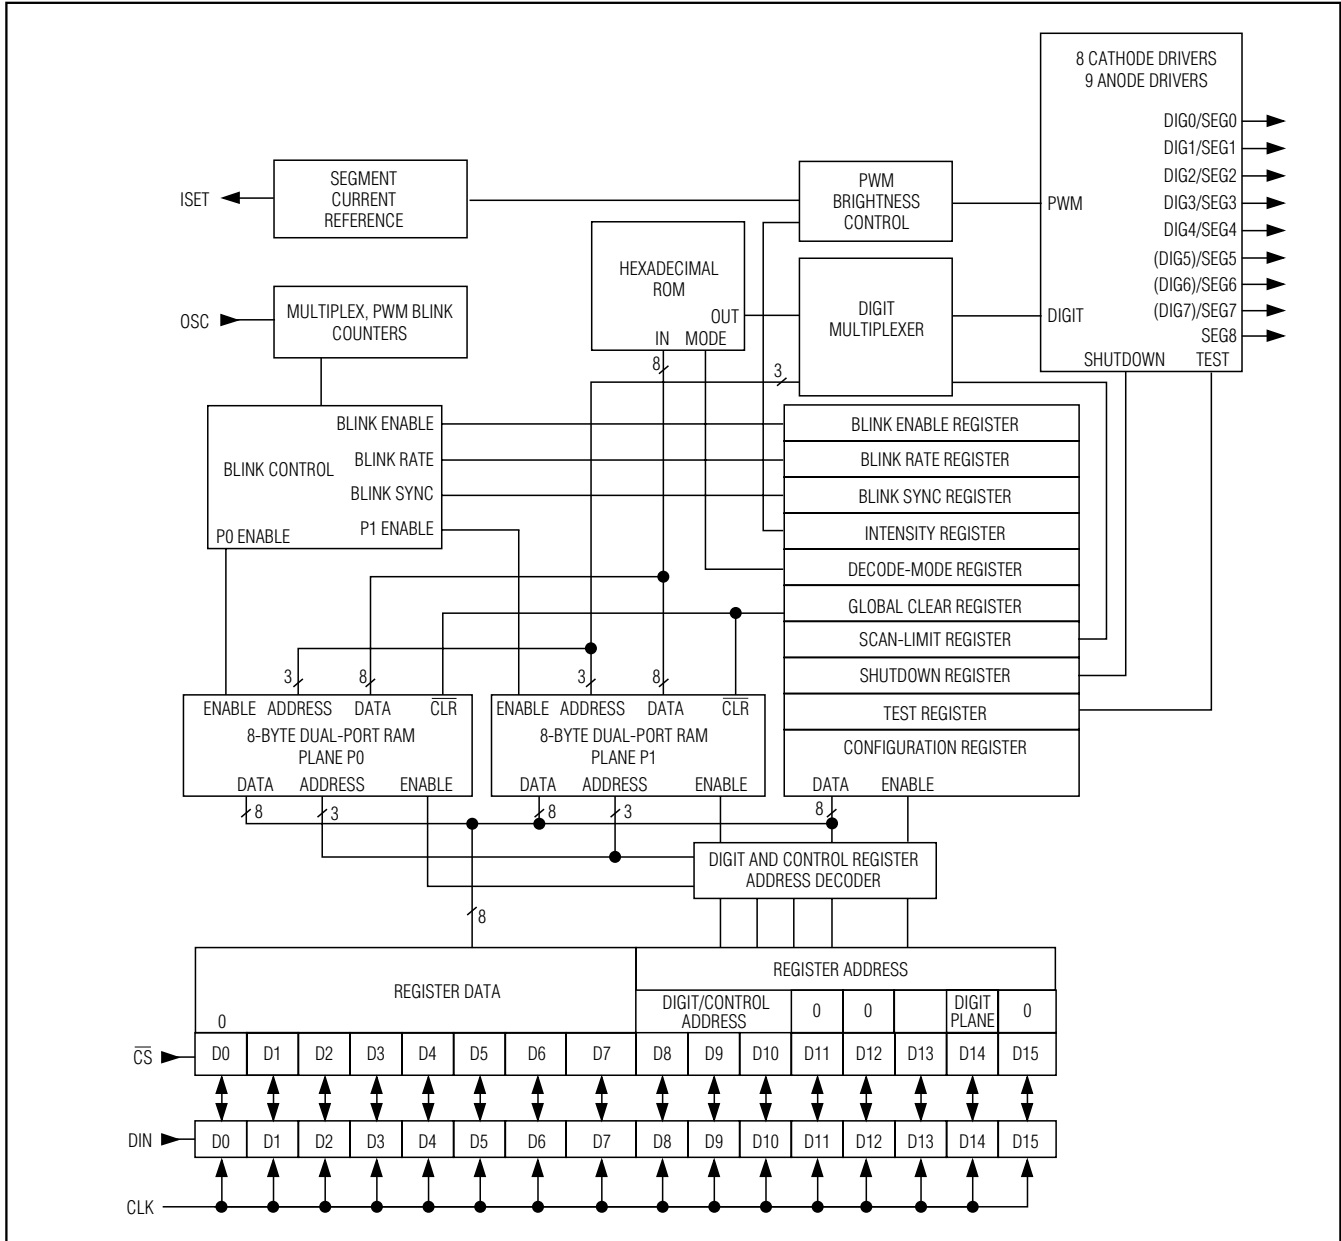 8 CATHODE DRIVERS
9 ANODE DRIVERS
DIG0/SEG0
DIG1/SEG1
DIG2/SEG2
DIG3/SEG3
DIG4/SEG4
(DIG5)/SEG5
(DIG6)/SEG6
(DIG7)/SEG7
SEG8
PWM
DIGIT
SHUTDOWN
TEST
ISET
SEGMENT
CURRENT
REFERENCE
PWM
BRIGHTNESS
CONTROL
HEXADECIMAL
ROM
OUT
IN
MODE
8
DIGIT
MULTIPLEXER
3
OSC
MULTIPLEX, PWM BLINK
COUNTERS
BLINK ENABLE
BLINK RATE
BLINK CONTROL
BLINK SYNC
P1 ENABLE
P0 ENABLE
BLINK ENABLE REGISTER
BLINK RATE REGISTER
BLINK SYNC REGISTER
INTENSITY REGISTER
DECODE-MODE REGISTER
GLOBAL CLEAR REGISTER
SCAN-LIMIT REGISTER
SHUTDOWN REGISTER
TEST REGISTER
CONFIGURATION REGISTER
DATA
ENABLE
8
3
8
3
8
ENABLE ADDRESS DATA CLR
8-BYTE DUAL-PORT RAM
PLANE P0
DATA ADDRESS ENABLE
8
3
ENABLE ADDRESS DATA CLR
8-BYTE DUAL-PORT RAM
PLANE P1
DATA ADDRESS ENABLE
8
3
DIGIT AND CONTROL REGISTER
ADDRESS DECODER
8
REGISTER DATA
0
REGISTER ADDRESS
DIGIT/CONTROL
ADDRESS
0
0
DIGIT
PLANE
0
CS
D0 D1 D2 D3 D4 D5 D6 D7 D8 D9 D10 D11 D12 D13 D14 D15
DIN
D0 D1 D2 D3 D4 D5 D6 D7 D8 D9 D10 D11 D12 D13 D14 D15
CLK